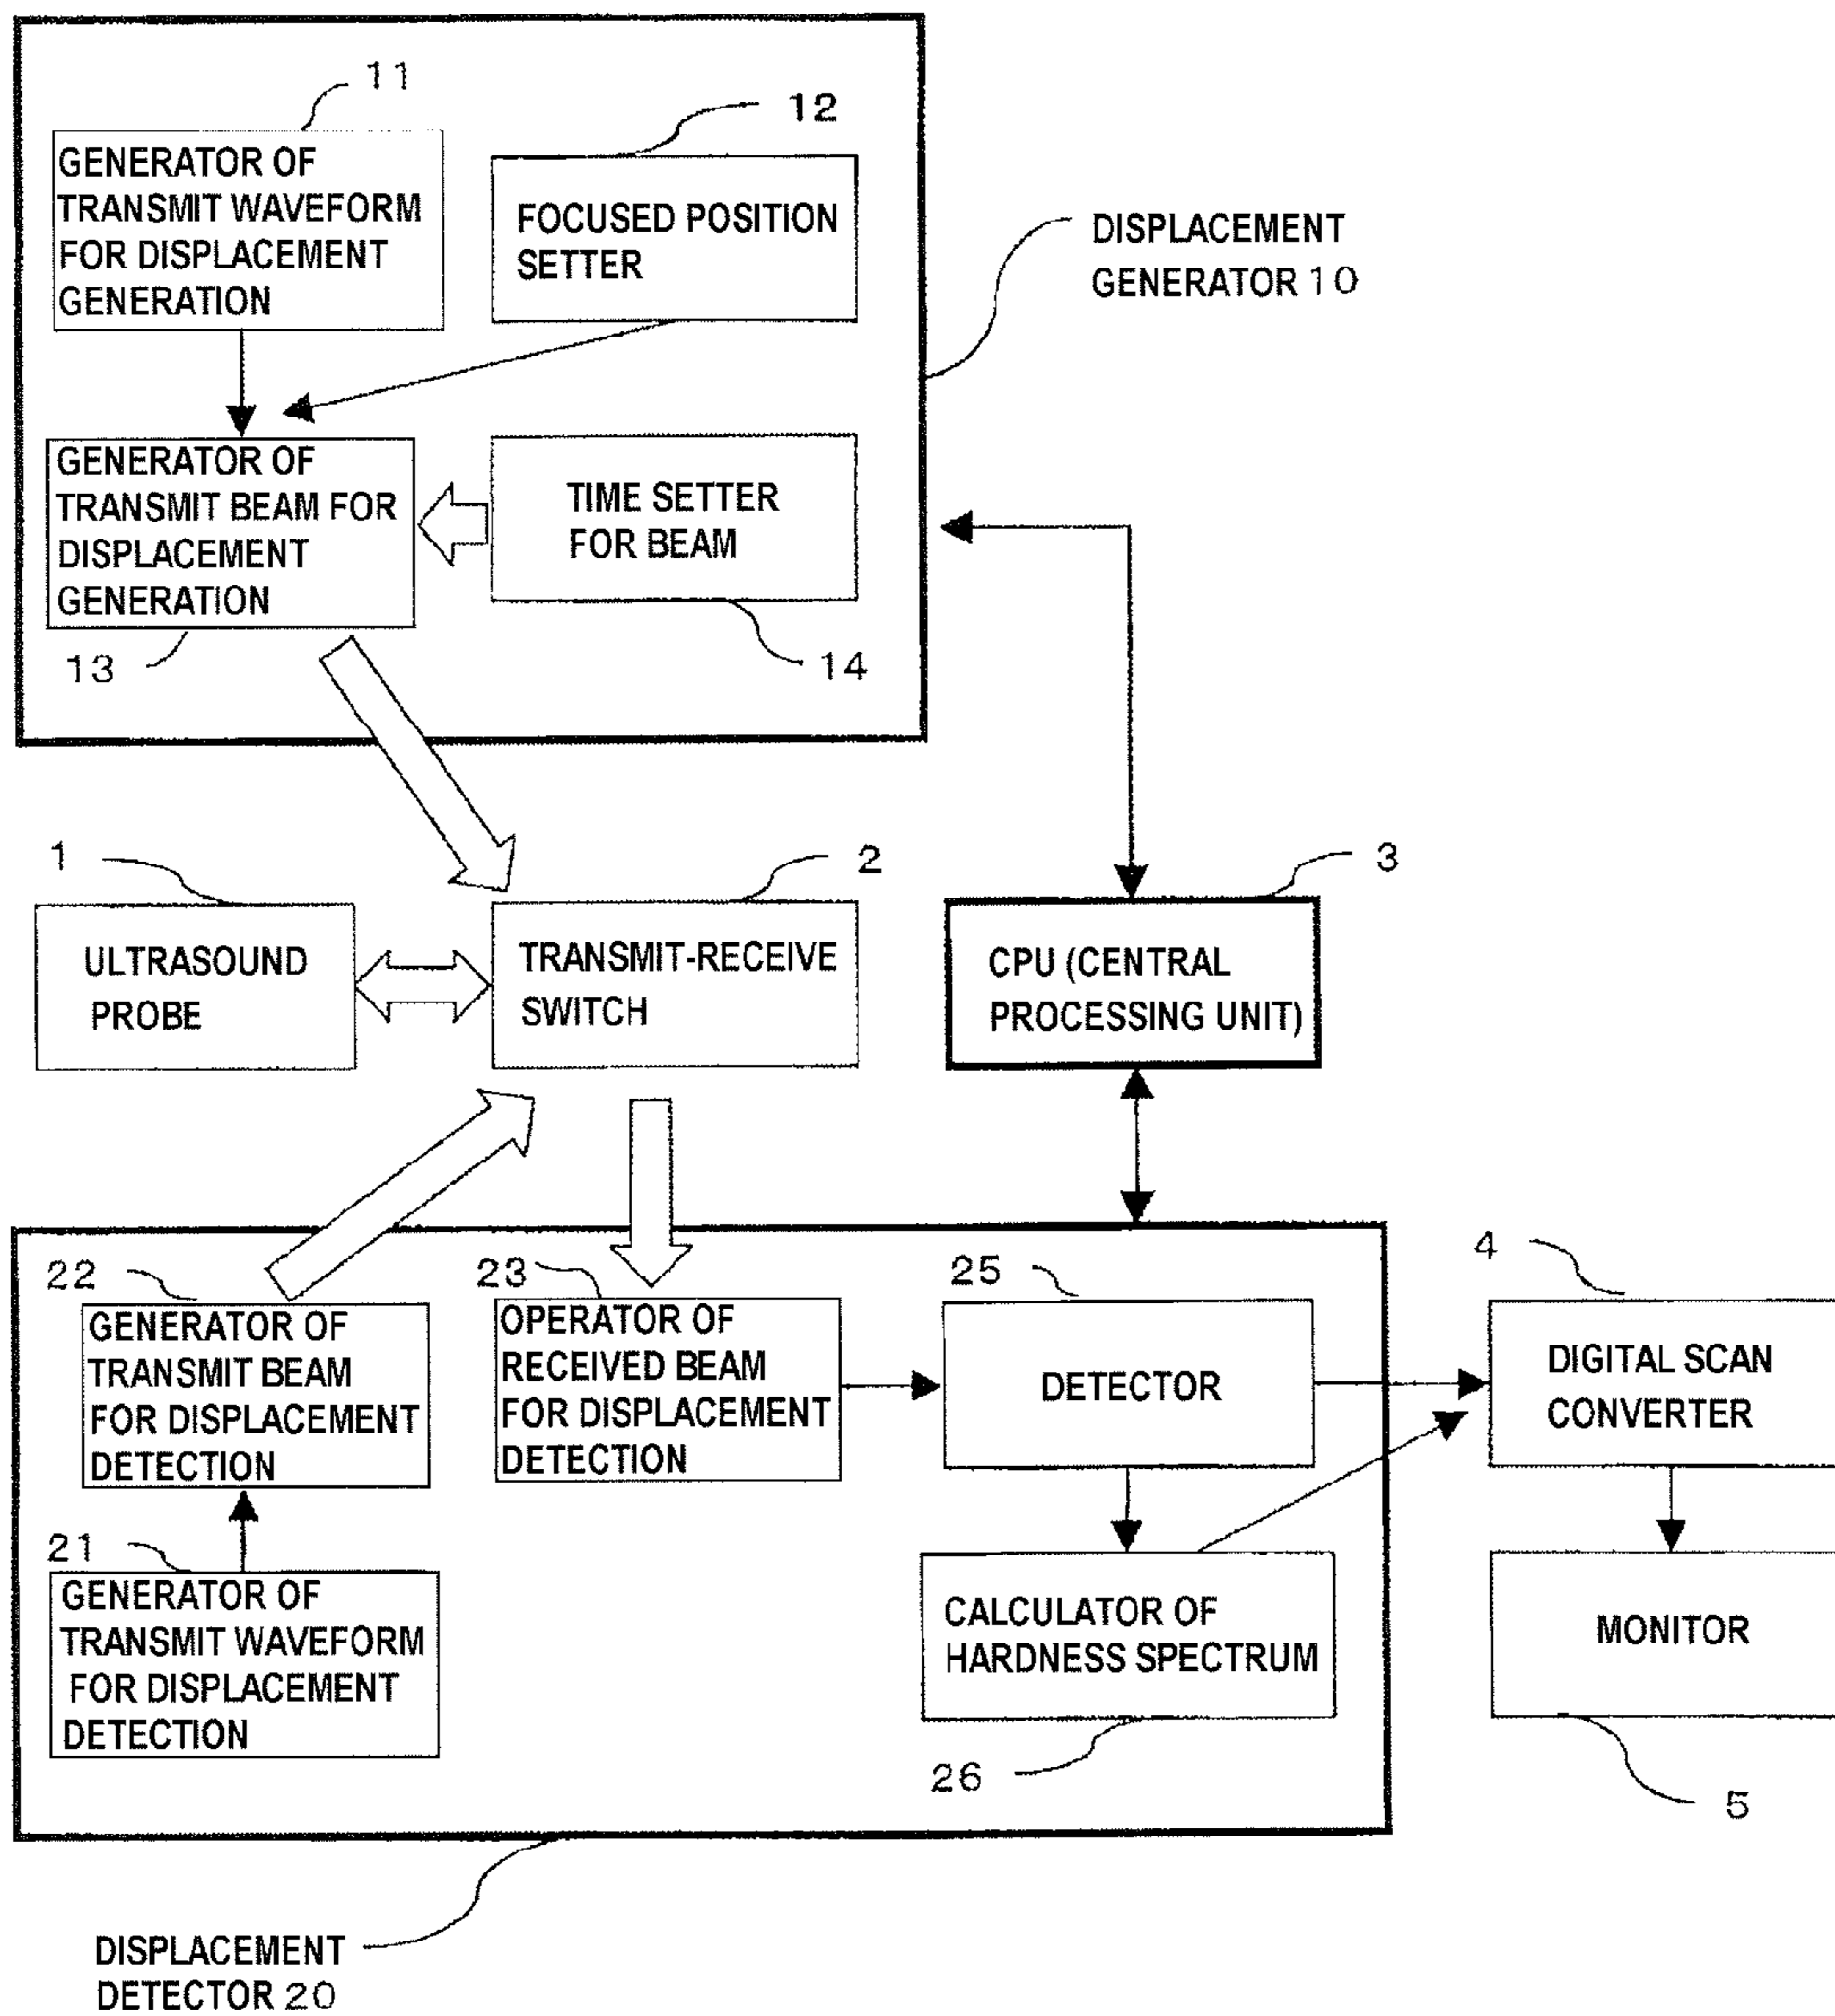 11
12
GENERATOR OF
TRANSMIT WAVEFORM
FOR DISPLACEMENT
GENERATION
FOCUSED POSITION
SETTER
DISPLACEMENT
GENERATOR 10
GENERATOR OF
TRANSMIT BEAM FOR
DISPLACEMENT
GENERATION
TIME SETTER
FOR BEAM
13
14
1
2
3
ULTRASOUND
PROBE
TRANSMIT-RECEIVE
SWITCH
CPU (CENTRAL
PROCESSING UNIT)
22
23
25
4
GENERATOR OF
TRANSMIT BEAM
FOR DISPLACEMENT
DETECTION
OPERATOR OF
RECEIVED BEAM
FOR DISPLACEMENT
DETECTION
DETECTOR
DIGITAL SCAN
CONVERTER
21
GENERATOR OF
TRANSMIT WAVEFORM
FOR DISPLACEMENT
DETECTION
CALCULATOR OF
HARDNESS SPECTRUM
MONITOR
26
5
DISPLACEMENT
DETECTOR 20